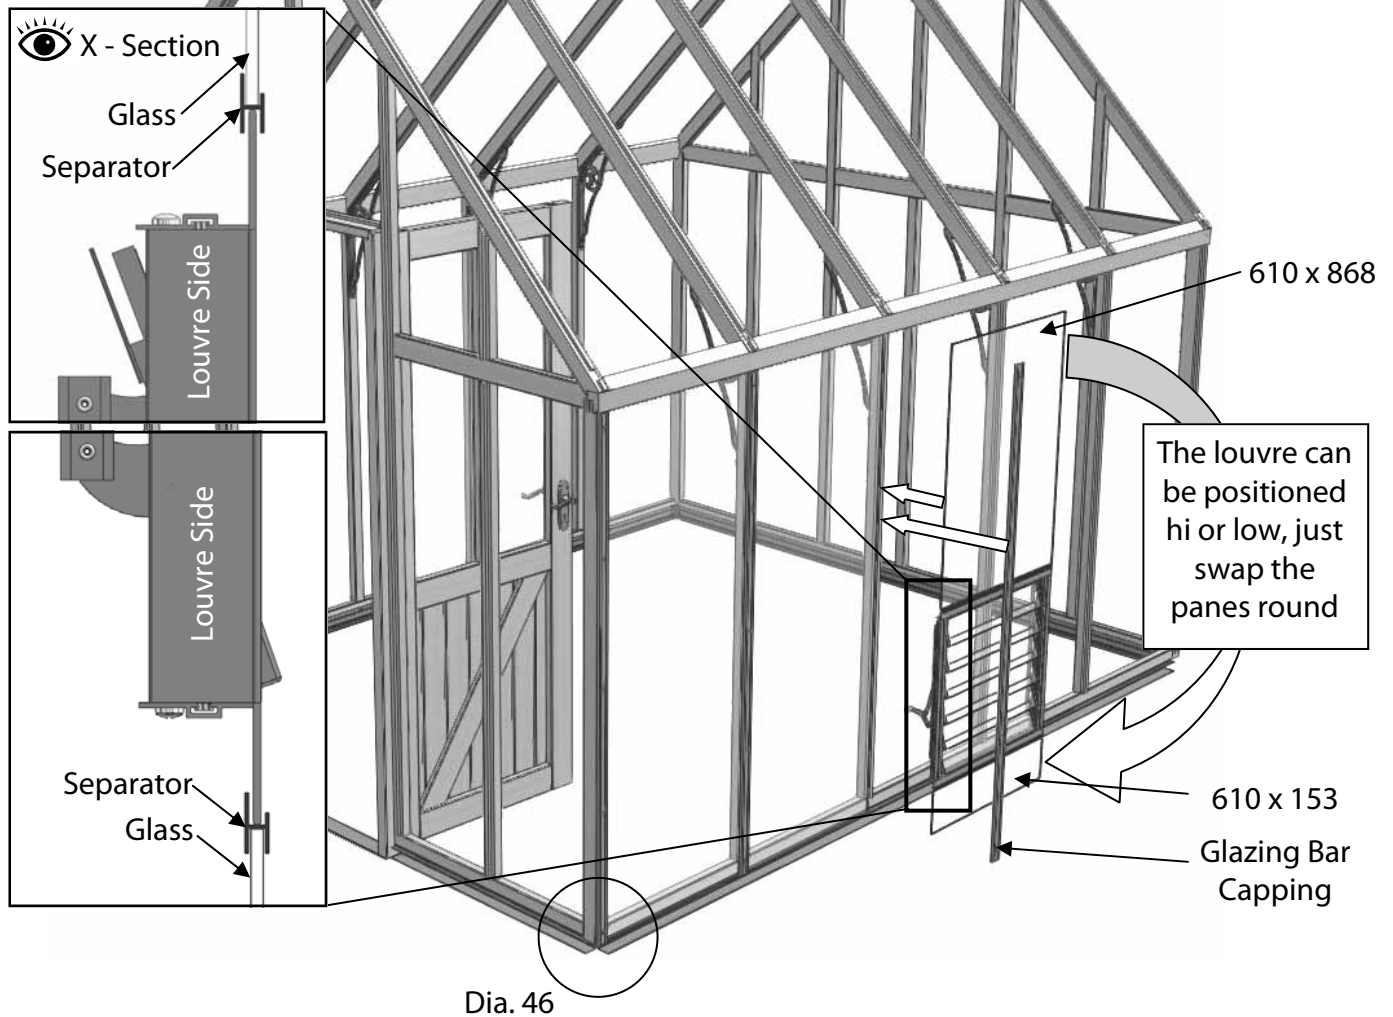 X - Section
Glass
Separator
Louvre Side
Louvre Side
Separator
Glass
610 x 868
The louvre can
be positioned
hi or low, just
swap the
panes round
610 x 153
Glazing Bar
Capping
Dia. 46